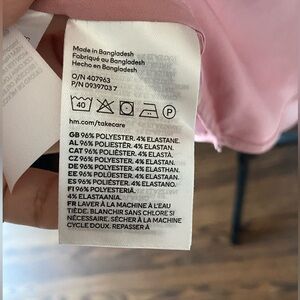 Made in Bangladesh
Fabriqué au Bangladesh
Hecho en Bangladesh
O/N 407963
P/N 0939703 7
40 P
hm.com/takecare
GB 96% POLYESTER. 4% ELASTANE.
AL 96% POLIESTËR. 4% ELASTAN.
CAT 96% POLIÈSTER. 4% ELASTÀ.
CZ 96% POLYESTER. 4% ELASTAN.
DE 96% POLYESTER. 4% ELASTHAN.
EE 96% POLÜESTER. 4% ELASTAAN.
ES 96% POLIÉSTER. 4% ELASTANO.
FI 96% POLYESTERIÄ.
4% ELASTAANIA.
FR LAVER À LA MACHINE À L'EAU
TIÈDE. BLANCHIR SANS CHLORE SI
NÉCESSAIRE. SÉCHER À LA MACHINE
CYCLE DOUX. REPASSER À